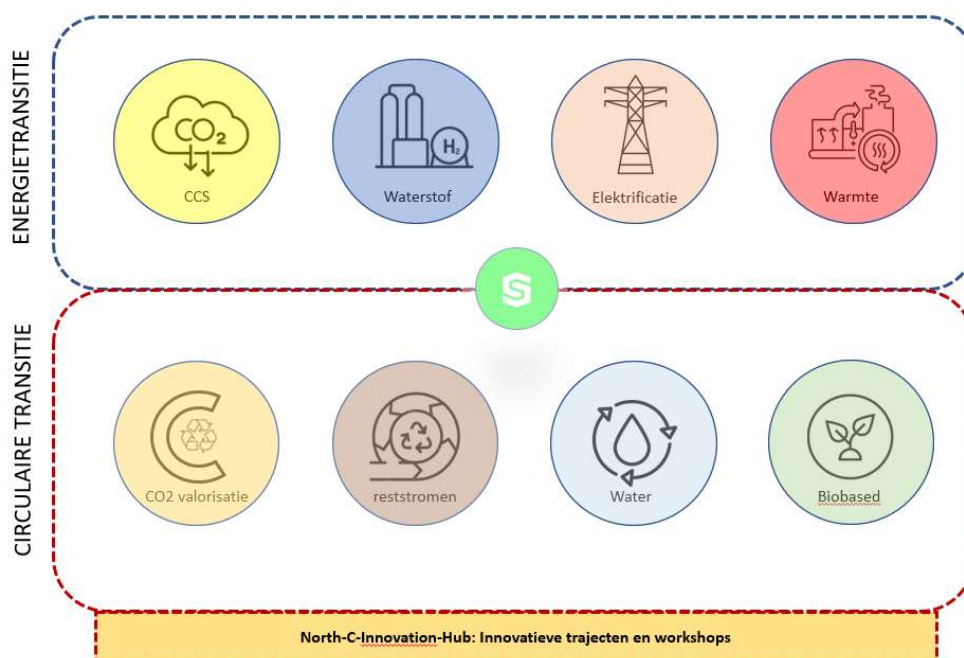 ENERGIETRANSITIE
CO2
CCS
H2
Waterstof
Elektrificatie
Warmte
S
CIRCULAIRE TRANSITIE
CO2 valorisatie
reststromen
Water
Biobased
North-C-Innovation-Hub: Innovatieve trajecten en workshops